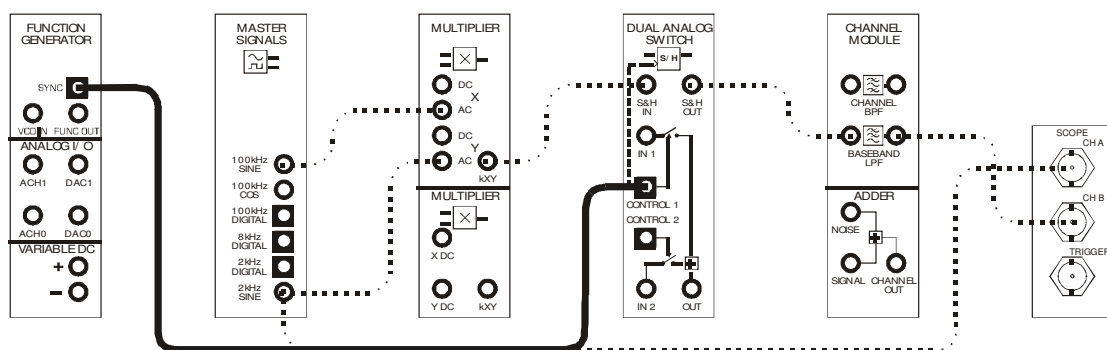 FUNCTION
GENERATOR
SYNC
VCO IN
FUNC OUT
ANALOG I/ O
ACH1
DAC1
ACH0
DAC0
VARIABLE DC
+
−
MASTER
SIGNALS
100kHz
SINE
100kHz
COS
100kHz
DIGITAL
8kHz
DIGITAL
2kHz
DIGITAL
2kHz
SINE
MULTIPLIER
X
DC
X
AC
DC
Y
AC
kXY
MULTIPLIER
X
X DC
Y DC
kXY
DUAL ANALOG
SWITCH
S/ H
S&H
IN
S&H
OUT
IN 1
CONTROL 1
CONTROL 2
IN 2
OUT
CHANNEL
MODULE
CHANNEL
BPF
BASEBAND
LPF
ADDER
NOISE
SIGNAL
CHANNEL
OUT
SCOPE
CH A
CH B
TRIGGER